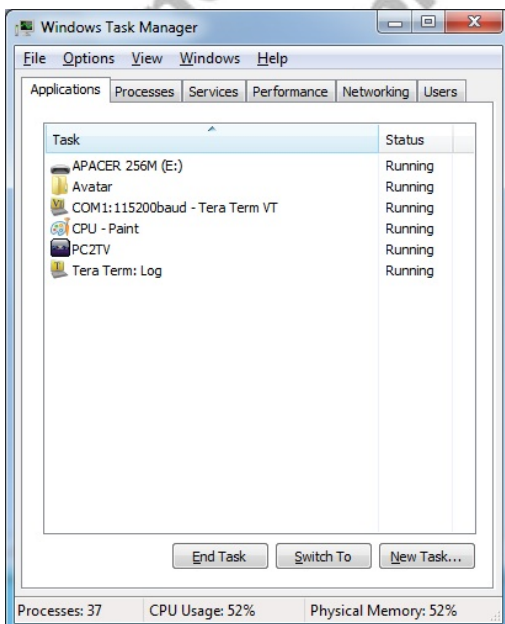 Windows Task Manager
File Options View Windows Help
Applications Processes Services Performance Networking Users
Task Status
APACER 256M (E:) Running
Avatar Running
COM1:115200baud - Tera Term VT Running
CPU - Paint Running
PC2TV Running
Tera Term: Log Running
End Task Switch To New Task...
Processes: 37 CPU Usage: 52% Physical Memory: 52%